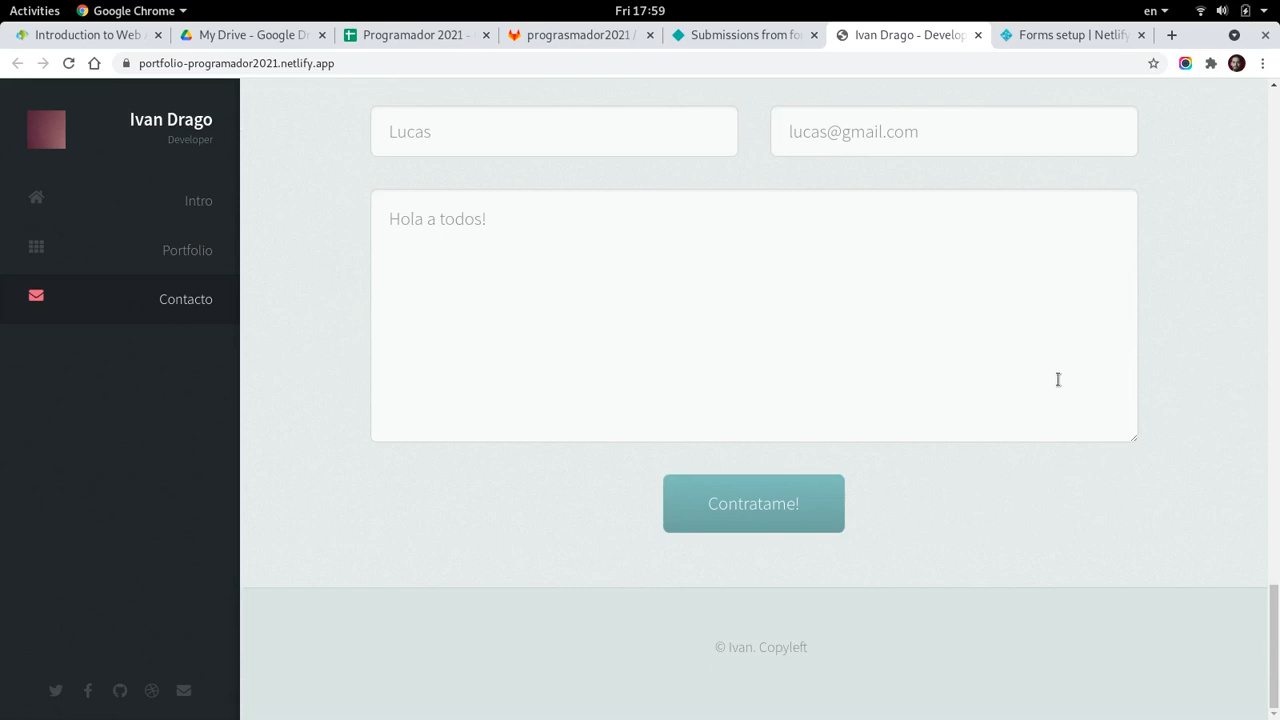 Activities Google Chrome Fri 17:59 en
Introduction to Web A My Drive - Google D Programador 2021 - prograsmador2021 / Submissions from fo Ivan Drago - Develop Forms setup | Netlify
portfolio-programador2021.netlify.app
Ivan Drago
Developer
Intro
Portfolio
Contacto
Lucas lucas@gmail.com
Hola a todos!
Contratame!
© Ivan. Copyleft